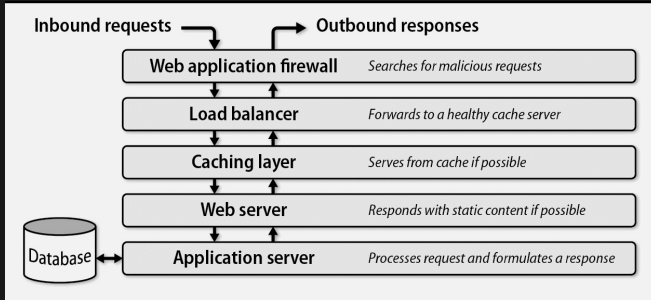 Inbound requests
Outbound responses
Web application firewall
Searches for malicious requests
Load balancer
Forwards to a healthy cache server
Caching layer
Serves from cache if possible
Web server
Responds with static content if possible
Database
Application server
Processes request and formulates a response